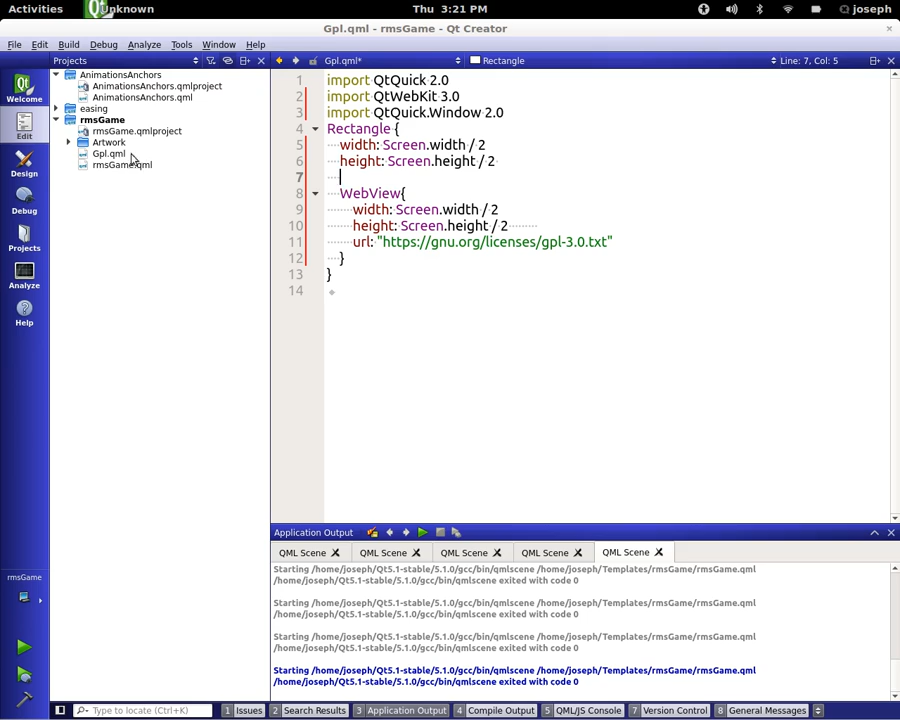 Activities Unknown Thu 3:21 PM joseph
Gpl.qml - rmsGame - Qt Creator
File Edit Build Debug Analyze Tools Window Help
Projects Gpl.qml* Rectangle Line: 7, Col: 5
Qt
Welcome
Edit
Design
Debug
Projects
Analyze
Help
rmsGame
AnimationsAnchors
AnimationsAnchors.qmlproject
AnimationsAnchors.qml
easing
rmsGame
rmsGame.qmlproject
Artwork
Gpl.qml
rmsGame.qml
1 import QtQuick 2.0
2 import QtWebKit 3.0
3 import QtQuick.Window 2.0
4 Rectangle {
5 width: Screen.width / 2
6 height: Screen.height / 2
7
8 WebView{
9 width: Screen.width / 2
10 height: Screen.height / 2
11 url: "https://gnu.org/licenses/gpl-3.0.txt"
12 }
13 }
14
Application Output
QML Scene QML Scene QML Scene QML Scene QML Scene
Starting /home/joseph/Qt5.1-stable/5.1.0/gcc/bin/qmlscene /home/joseph/Templates/rmsGame/rmsGame.qml
/home/joseph/Qt5.1-stable/5.1.0/gcc/bin/qmlscene exited with code 0
Starting /home/joseph/Qt5.1-stable/5.1.0/gcc/bin/qmlscene /home/joseph/Templates/rmsGame/rmsGame.qml
/home/joseph/Qt5.1-stable/5.1.0/gcc/bin/qmlscene exited with code 0
Starting /home/joseph/Qt5.1-stable/5.1.0/gcc/bin/qmlscene /home/joseph/Templates/rmsGame/rmsGame.qml
/home/joseph/Qt5.1-stable/5.1.0/gcc/bin/qmlscene exited with code 0
Starting /home/joseph/Qt5.1-stable/5.1.0/gcc/bin/qmlscene /home/joseph/Templates/rmsGame/rmsGame.qml
/home/joseph/Qt5.1-stable/5.1.0/gcc/bin/qmlscene exited with code 0
Type to locate (Ctrl+K) 1 Issues 2 Search Results 3 Application Output 4 Compile Output 5 QML/JS Console 7 Version Control 8 General Messages